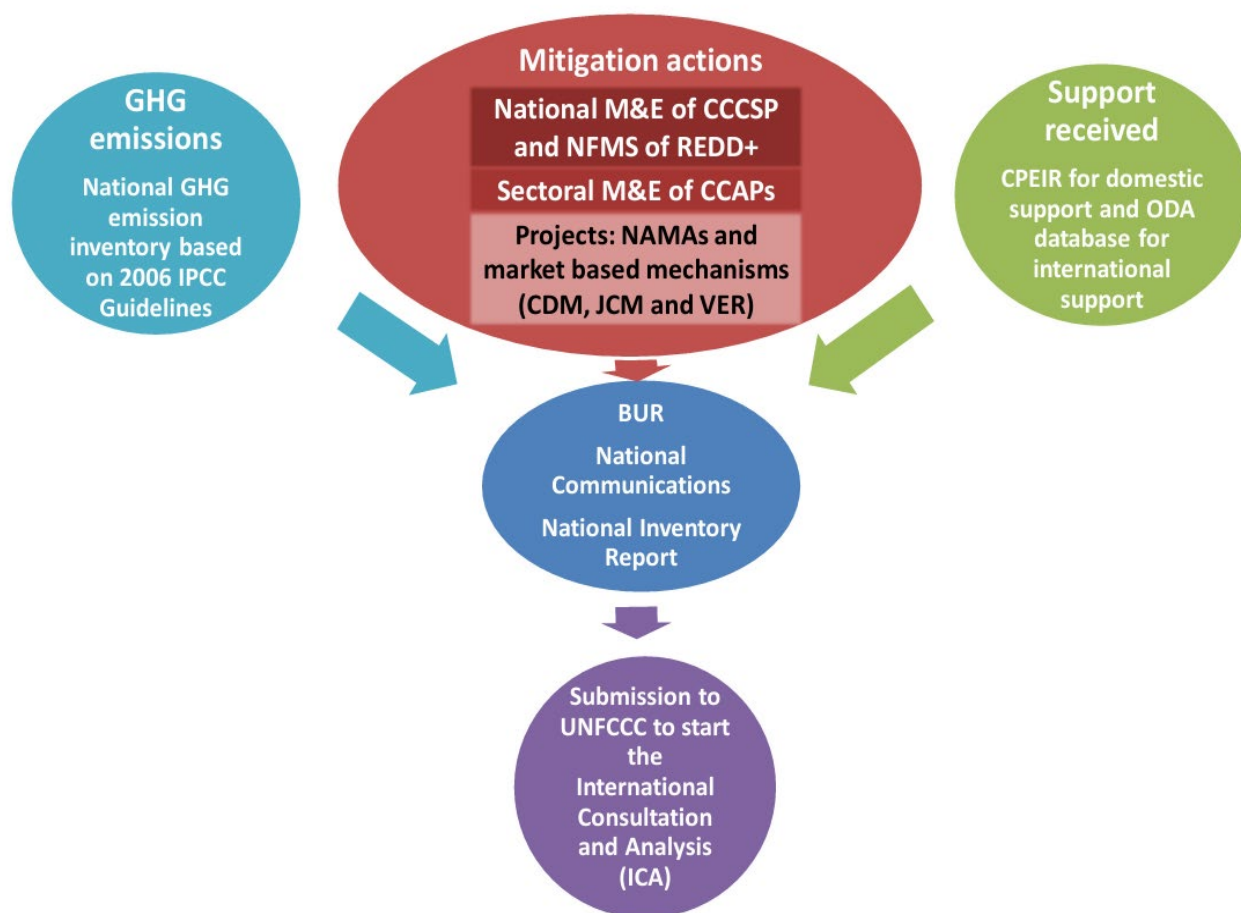 GHG
emissions
National GHG
emission
inventory based
on 2006 IPCC
Guidelines
Mitigation actions
National M&E of CCCSP
and NFMS of REDD+
Sectoral M&E of CCAPs
Projects: NAMAs and
market based mechanisms
(CDM, JCM and VER)
Support
received
CPEIR for domestic
support and ODA
database for
international
support
BUR
National
Communications
National Inventory
Report
Submission to
UNFCCC to start
the
International
Consultation
and Analysis
(ICA)